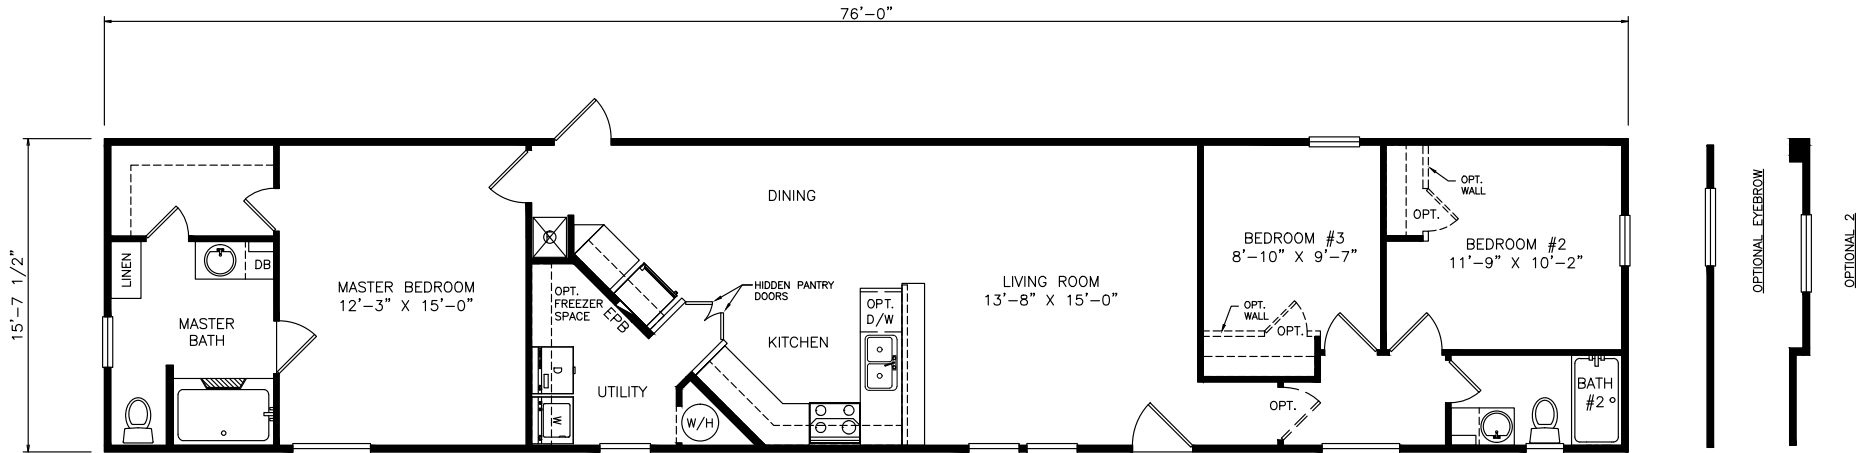 76'-0"
15'-7 1/2"
LINEN
DB
MASTER
BATH
MASTER BEDROOM
12'-3" X 15'-0"
OPT.
FREEZER
SPACE
EPB
D
W
UTILITY
W/H
DINING
HIDDEN PANTRY
DOORS
KITCHEN
OPT.
D/W
LIVING ROOM
13'-8" X 15'-0"
BEDROOM #3
8'-10" X 9'-7"
OPT.
WALL
OPT.
OPT.
OPT.
WALL
OPT.
BEDROOM #2
11'-9" X 10'-2"
BATH
#2
OPTIONAL EYEBROW
OPTIONAL 2